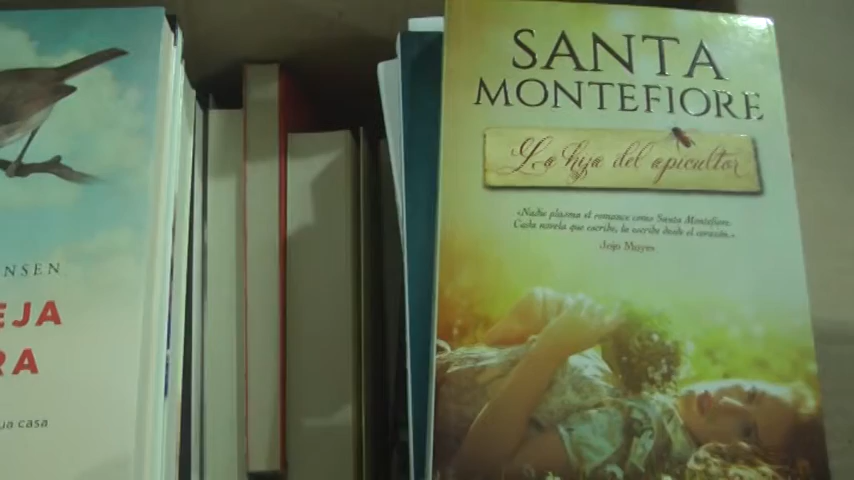 NSEN
EJA
RA
ua casa
SANTA
MONTEFIORE
La hija del apicultor
«Nadie plasma el romance como Santa Montefiore.
Cada novela que escribe, la escribe desde el corazón.»
Jojo Moyes